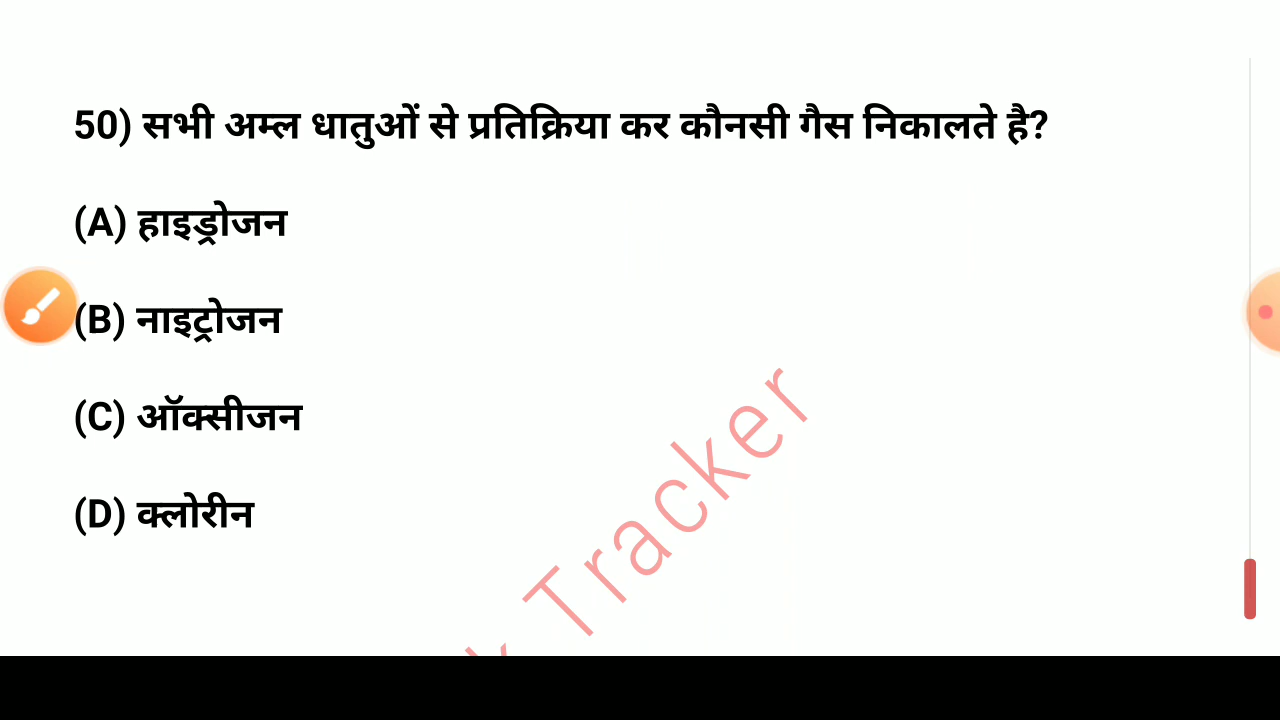 50) सभी अम्ल धातुओं से प्रतिक्रिया कर कौनसी गैस निकालते है?
(A) हाइड्रोजन
(B) नाइट्रोजन
(C) ऑक्सीजन
(D) क्लोरीन
Tracker